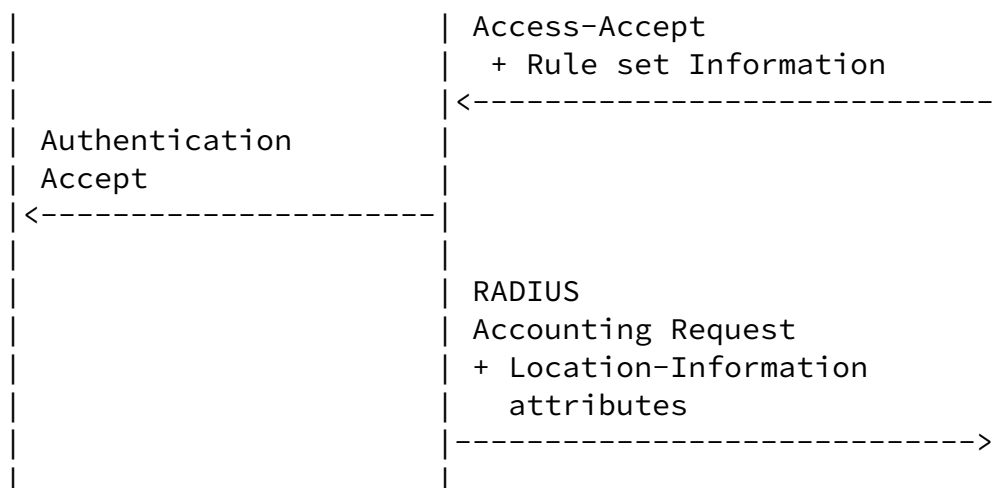 Access-Accept
+ Rule set Information
Authentication
Accept
RADIUS
Accounting Request
+ Location-Information
attributes